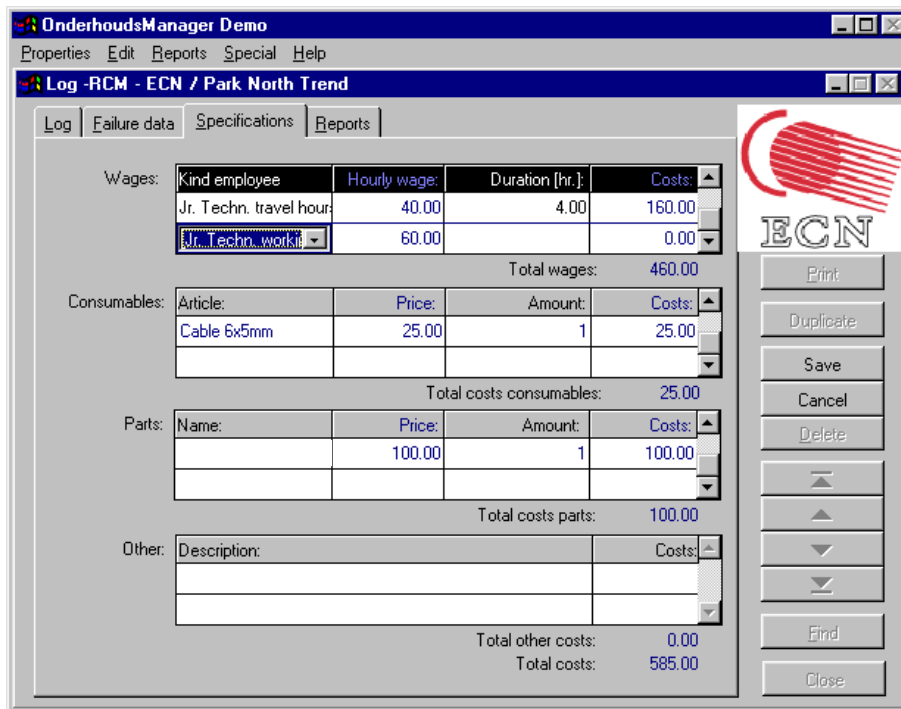 OnderhoudsManager Demo
Properties Edit Reports Special Help
Log -RCM - ECN / Park North Trend
Log Failure data Specifications Reports
Wages: Kind employee Hourly wage: Duration [hr.]: Costs:
Jr. Techn. travel hour 40.00 4.00 160.00
Jr. Techn. worki 60.00 0.00
ECN
Total wages: 460.00
Print
Consumables: Article: Price: Amount: Costs:
Cable 6x5mm 25.00 1 25.00
Duplicate
Save
Total costs consumables: 25.00
Cancel
Parts: Name: Price: Amount: Costs:
Delete
100.00 1 100.00
Total costs parts: 100.00
Other: Description: Costs:
Total other costs: 0.00
Find
Total costs: 585.00
Close